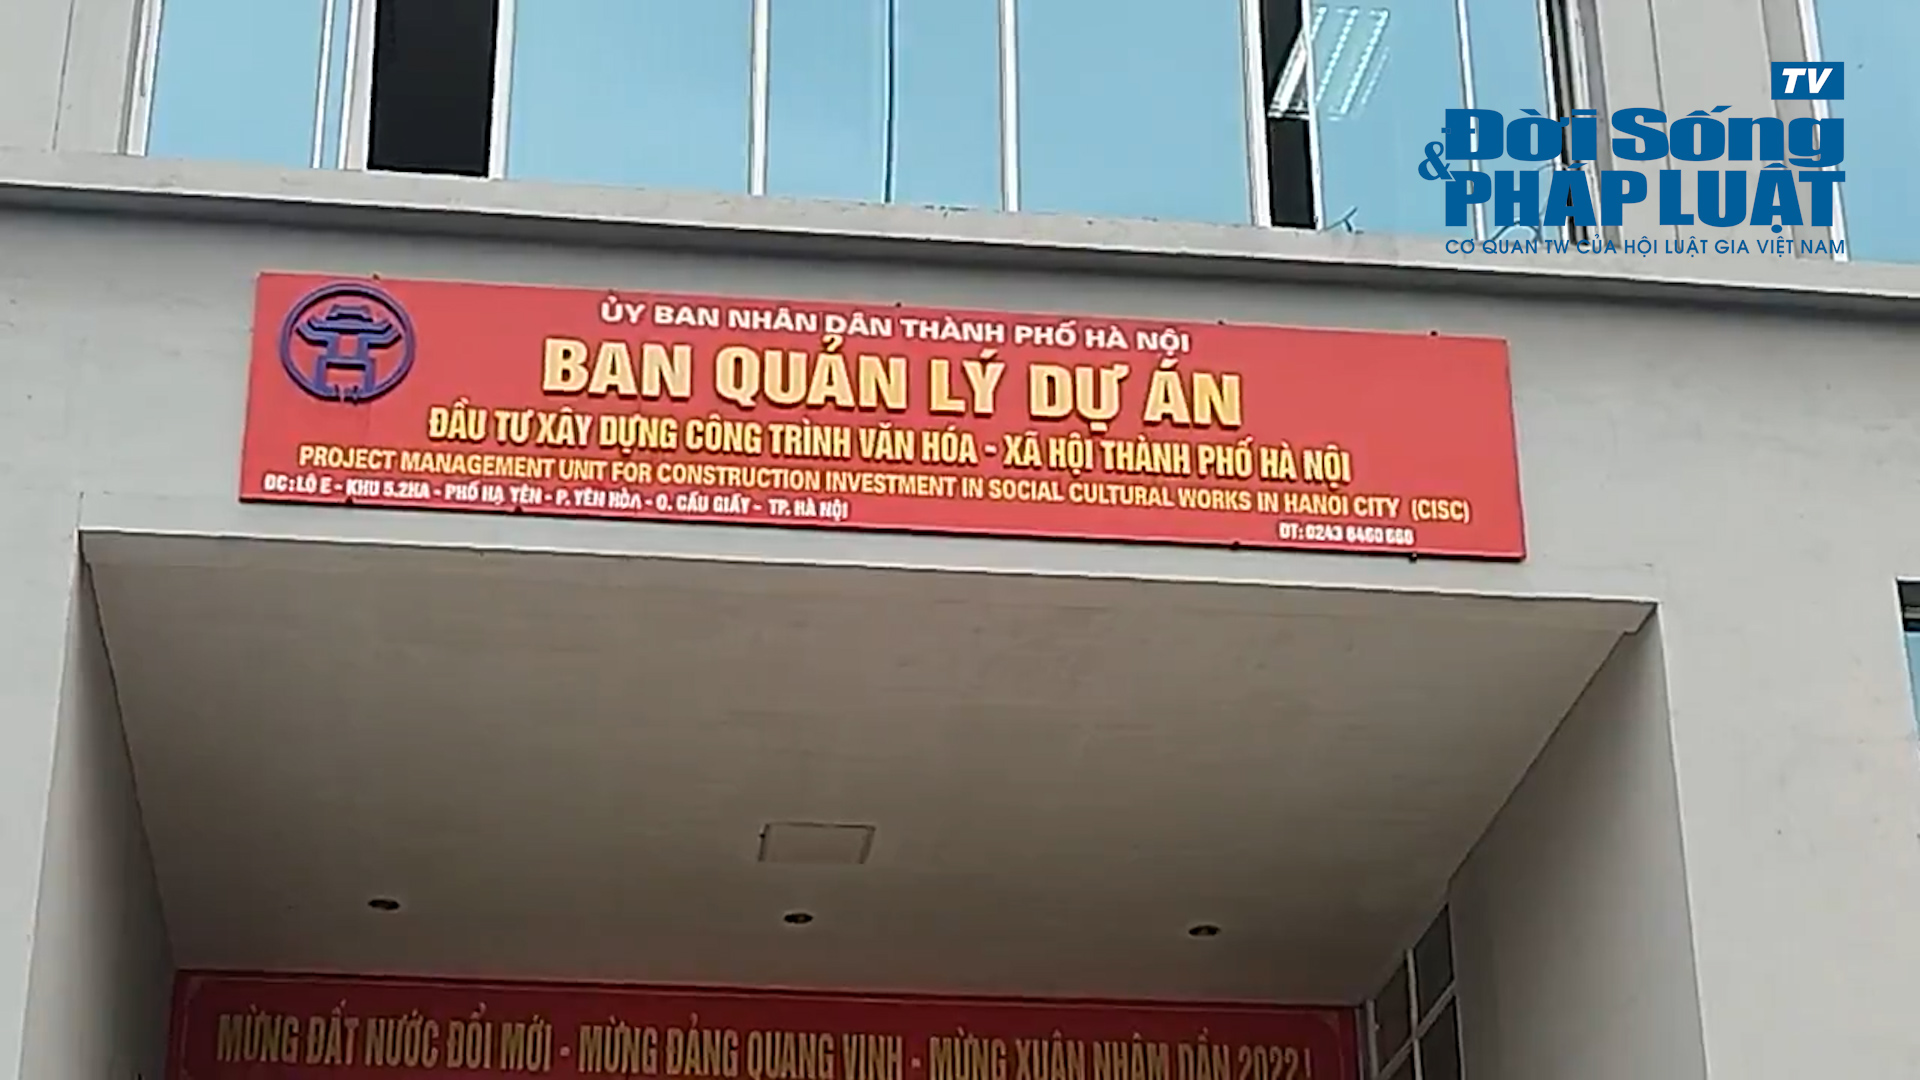 TV
Đời Sống
& PHÁP LUẬT
CƠ QUAN TW CỦA HỘI LUẬT GIA VIỆT NAM
ỦY BAN NHÂN DÂN THÀNH PHỐ HÀ NỘI
BAN QUẢN LÝ DỰ ÁN
ĐẦU TƯ XÂY DỰNG CÔNG TRÌNH VĂN HÓA - XÃ HỘI THÀNH PHỐ HÀ NỘI
PROJECT MANAGEMENT UNIT FOR CONSTRUCTION INVESTMENT IN SOCIAL CULTURAL WORKS IN HANOI CITY (CISC)
ĐC: LÔ E - KHU 5.2HA - PHỐ HẠ YÊN - P. YÊN HÒA - Q. CẦU GIẤY - TP. HÀ NỘI
ĐT: 0243 8460 660
MỪNG ĐẤT NƯỚC ĐỔI MỚI - MỪNG ĐẢNG QUANG VINH - MỪNG XUÂN NHÂM DẦN 2022!